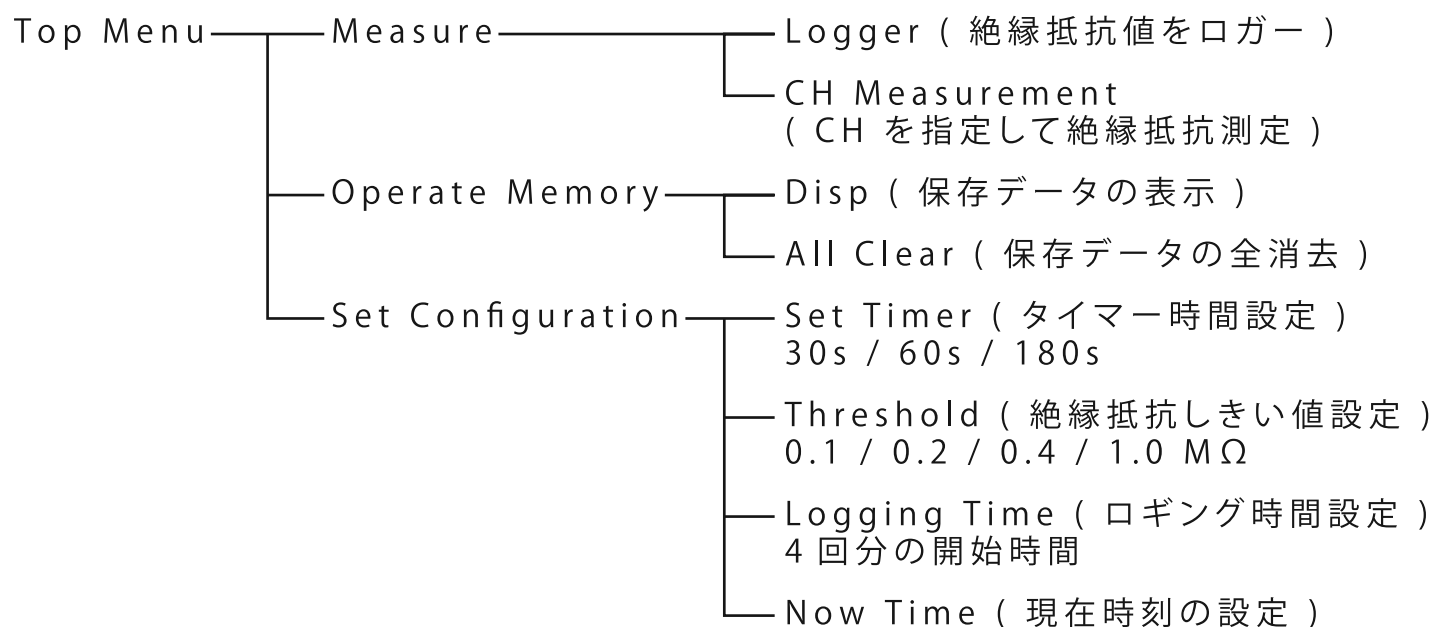 Top Menu
Measure
Logger ( 絶縁抵抗値をロガー )
CH Measurement
( CH を指定して絶縁抵抗測定 )
Operate Memory
Disp ( 保存データの表示 )
All Clear ( 保存データの全消去 )
Set Configuration
Set Timer ( タイマー時間設定 )
30s / 60s / 180s
Threshold ( 絶縁抵抗しきい値設定 )
0.1 / 0.2 / 0.4 / 1.0 MΩ
Logging Time ( ロギング時間設定 )
4 回分の開始時間
Now Time ( 現在時刻の設定 )